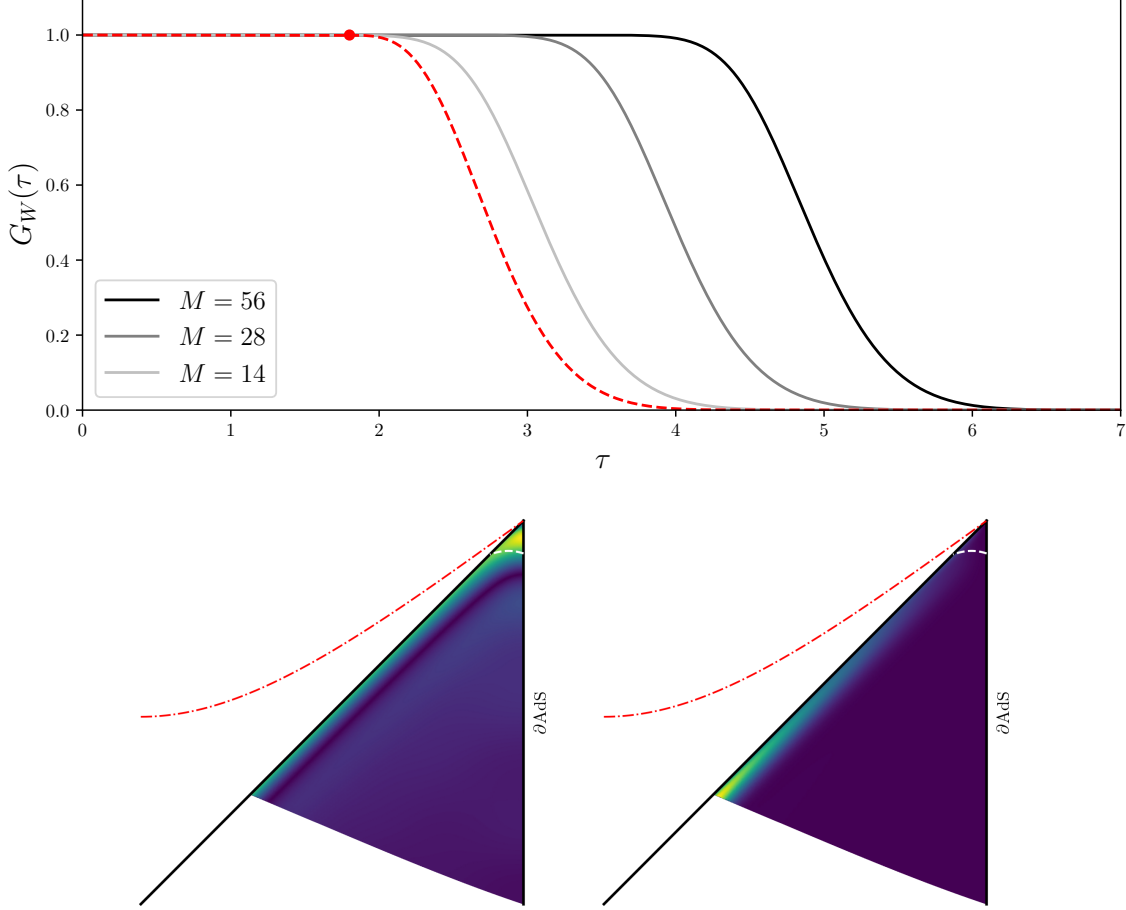 1.0
0.8
0.6
0.4
0.2
0.0
G_W(τ)
M = 56
M = 28
M = 14
0 1 2 3 4 5 6 7
τ
∂AdS
∂AdS